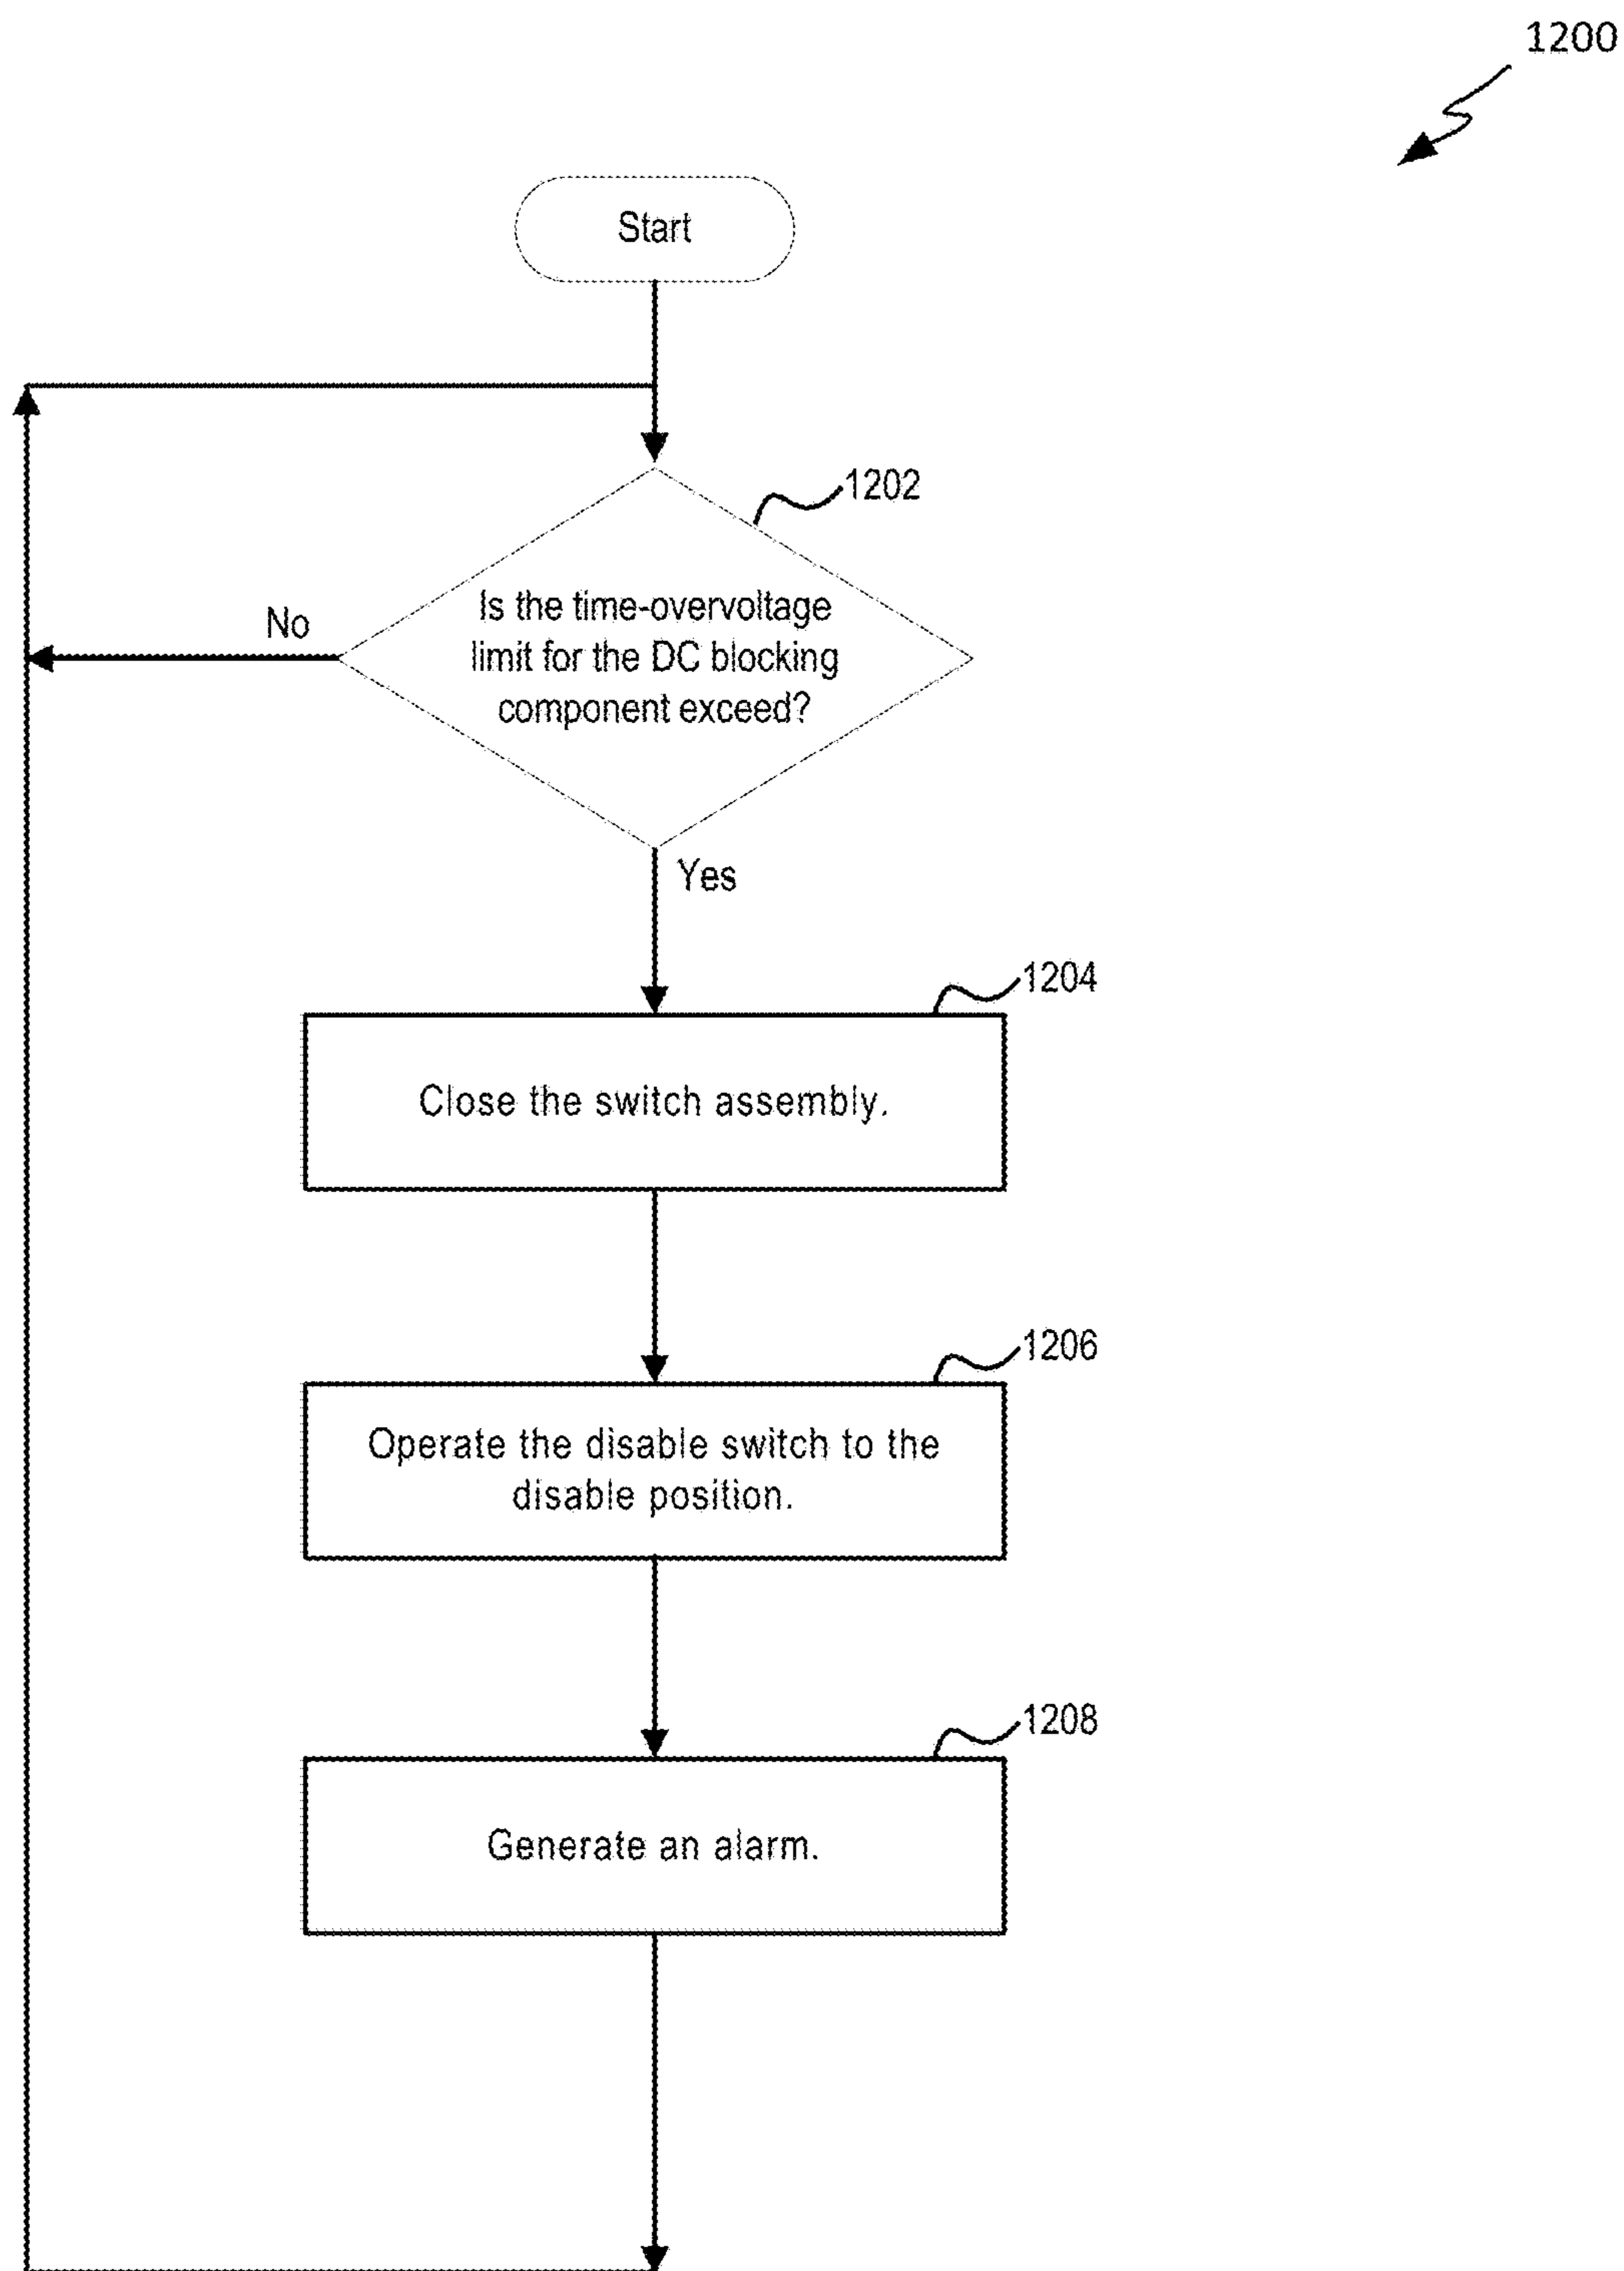 1200
Start
1202
Is the time-overvoltage
limit for the DC blocking
component exceed?
No
Yes
1204
Close the switch assembly.
1206
Operate the disable switch to the
disable position.
1208
Generate an alarm.